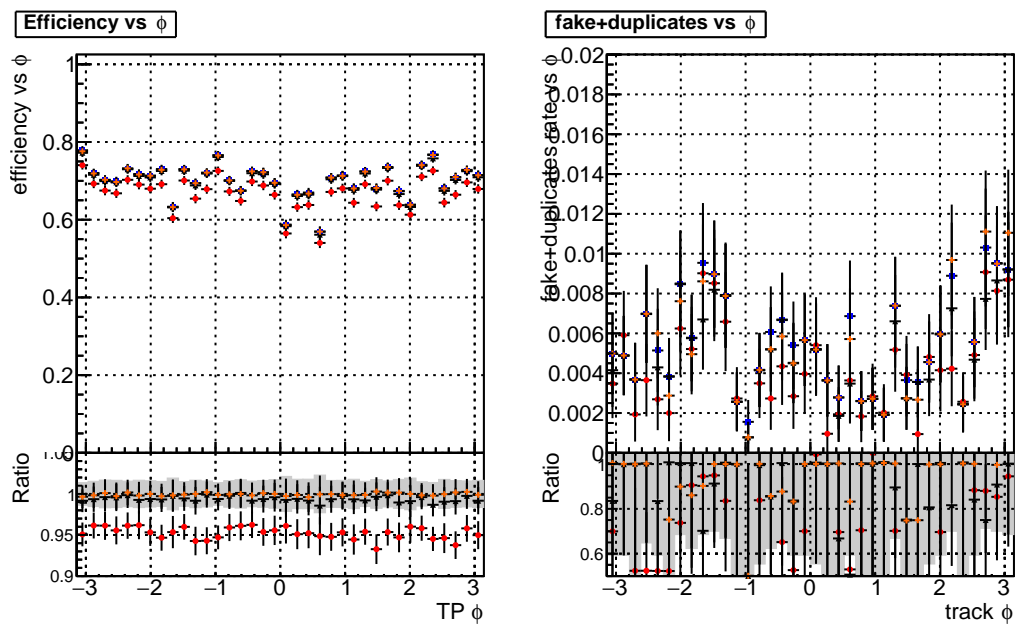 Efficiency vs ϕ
efficiency vs ϕ
1
0.8
0.6
0.4
0.2
0
Ratio
1.05
1
0.95
0.9
−3 −2 −1 0 1 2 3
TP ϕ
fake+duplicates vs ϕ
fake+duplicates rate vs ϕ
0.02
0.018
0.016
0.014
0.012
0.01
0.008
0.006
0.004
0.002
0
Ratio
1
0.8
0.6
−3 −2 −1 0 1 2 3
track ϕ